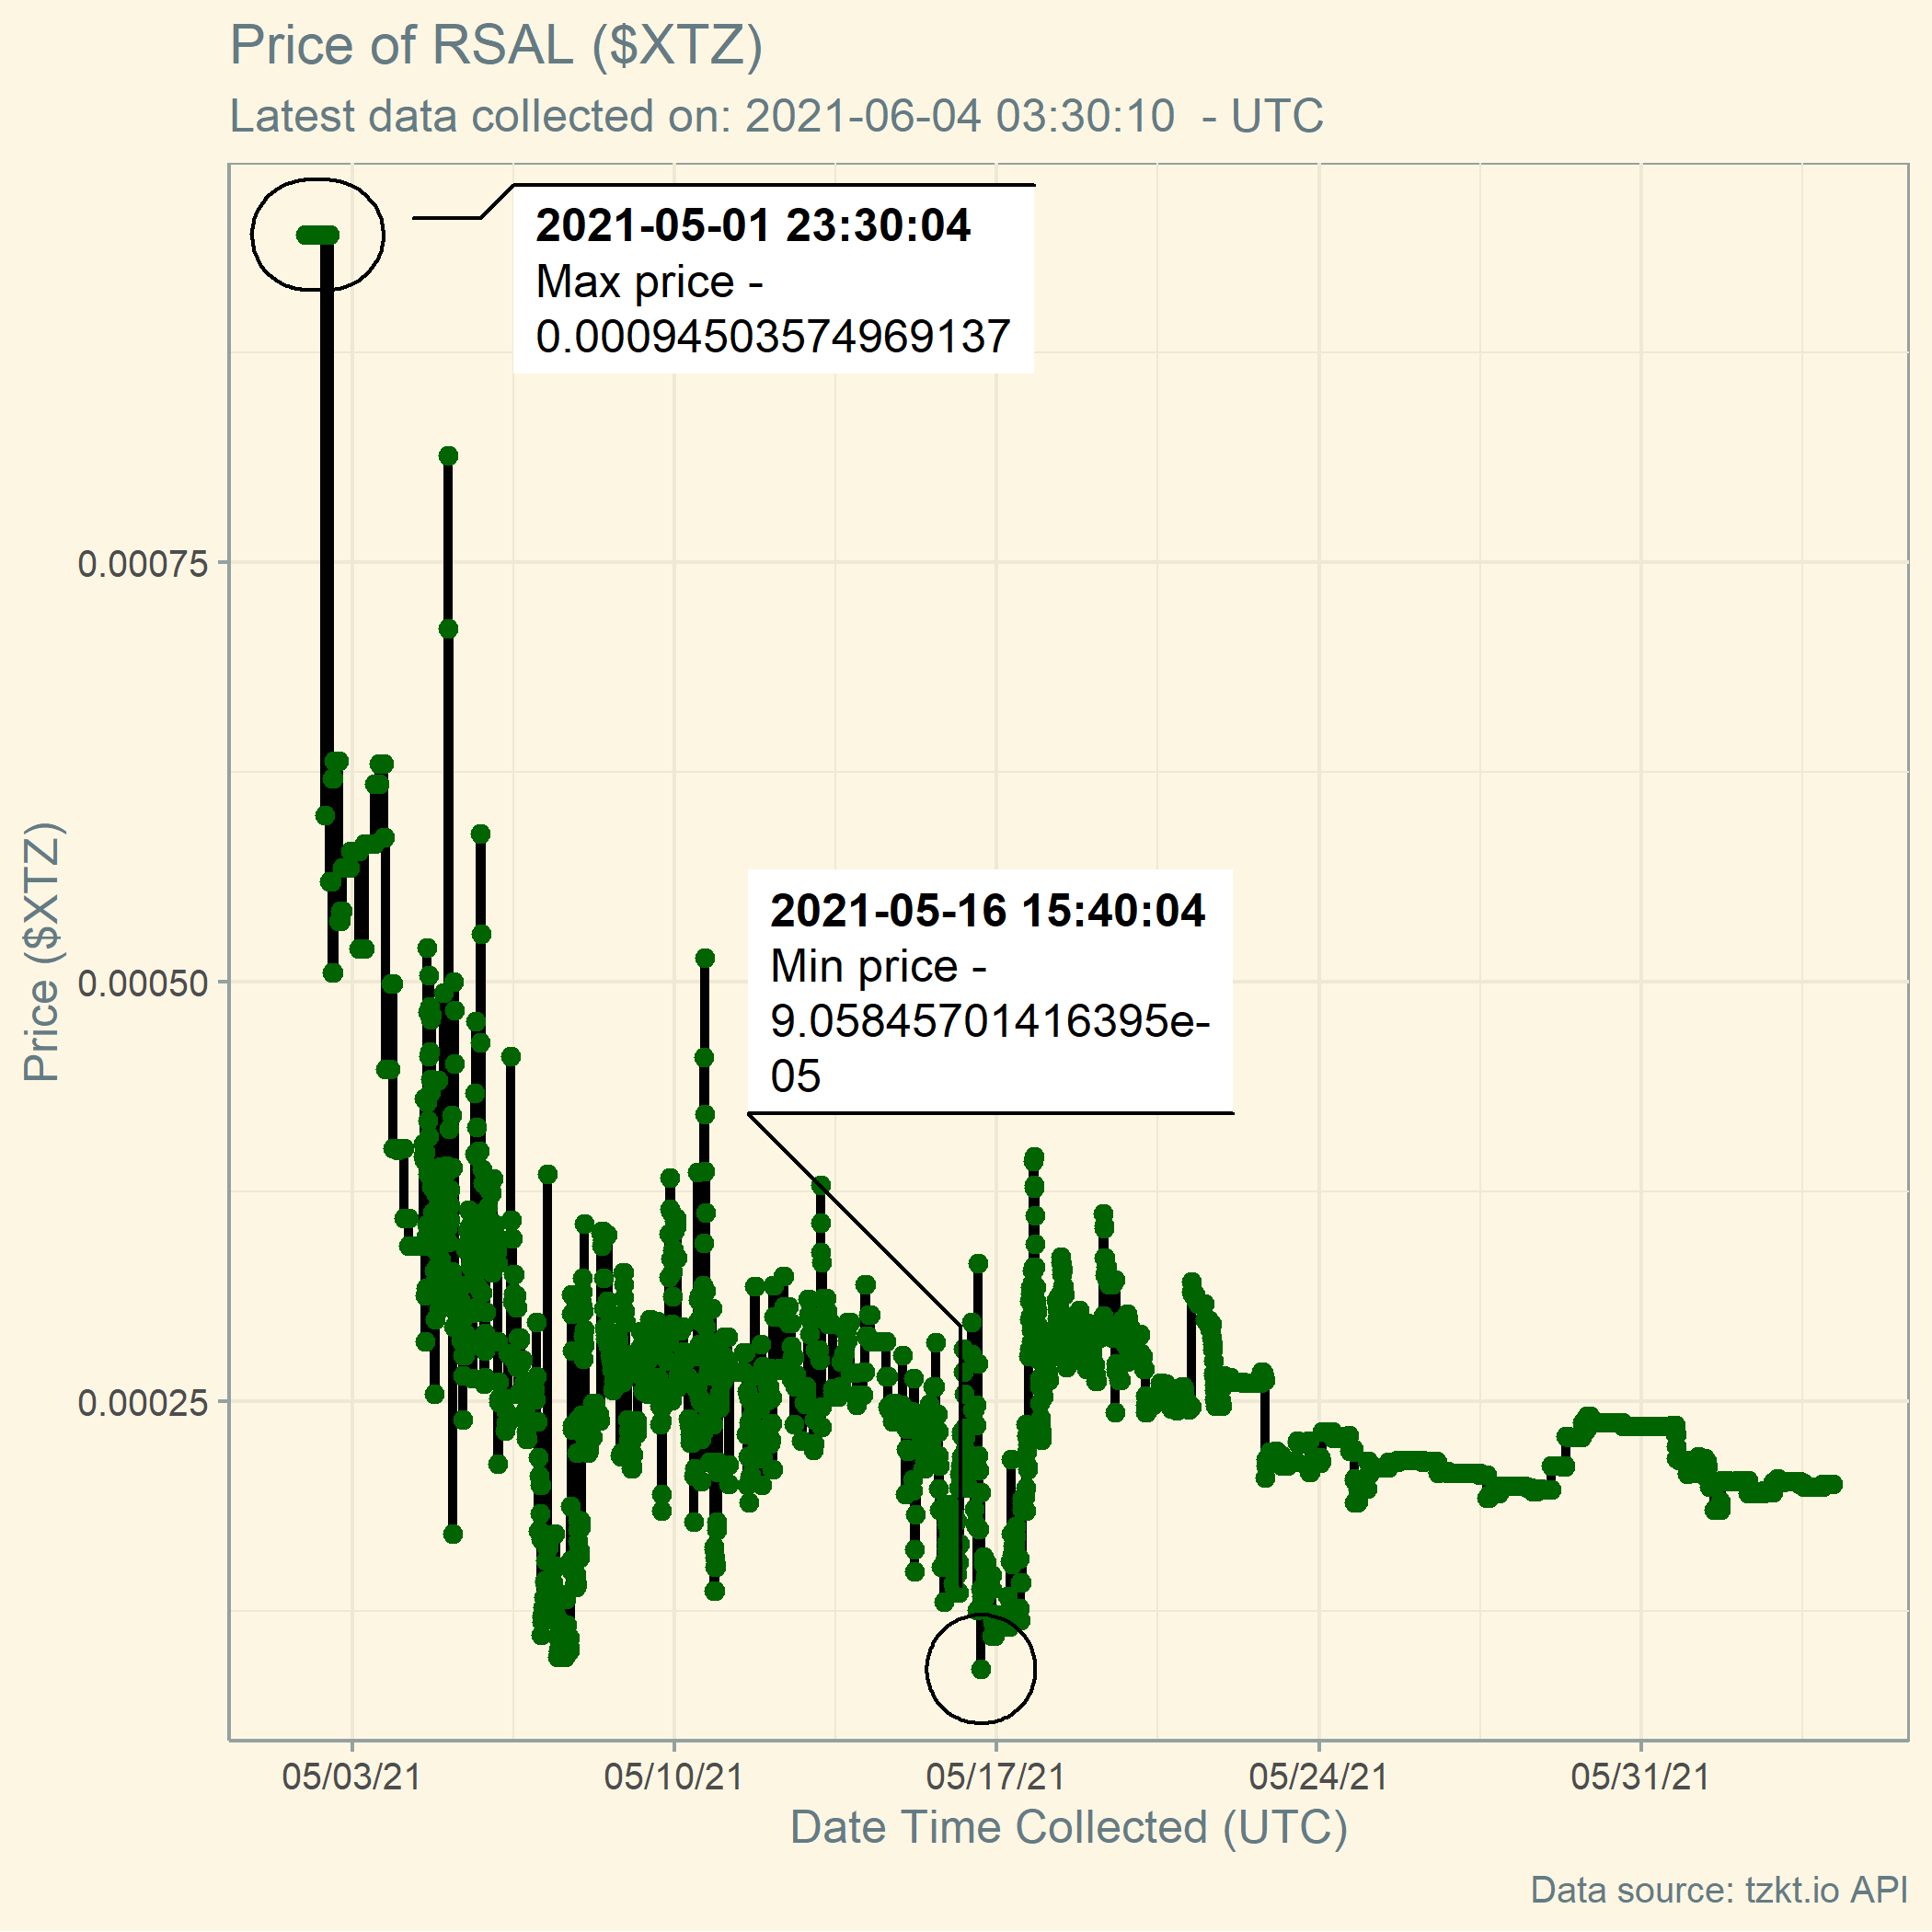 Price of RSAL ($XTZ)
Latest data collected on: 2021-06-04 03:30:10  - UTC
2021-05-01 23:30:04
Max price -
0.000945035749​69137
0.00075
2021-05-16 15:40:04
Min price -
9.05845701416395e-
05
0.00050
0.00025
Price ($XTZ)
05/03/21
05/10/21
05/17/21
05/24/21
05/31/21
Date Time Collected (UTC)
Data source: tzkt.io API